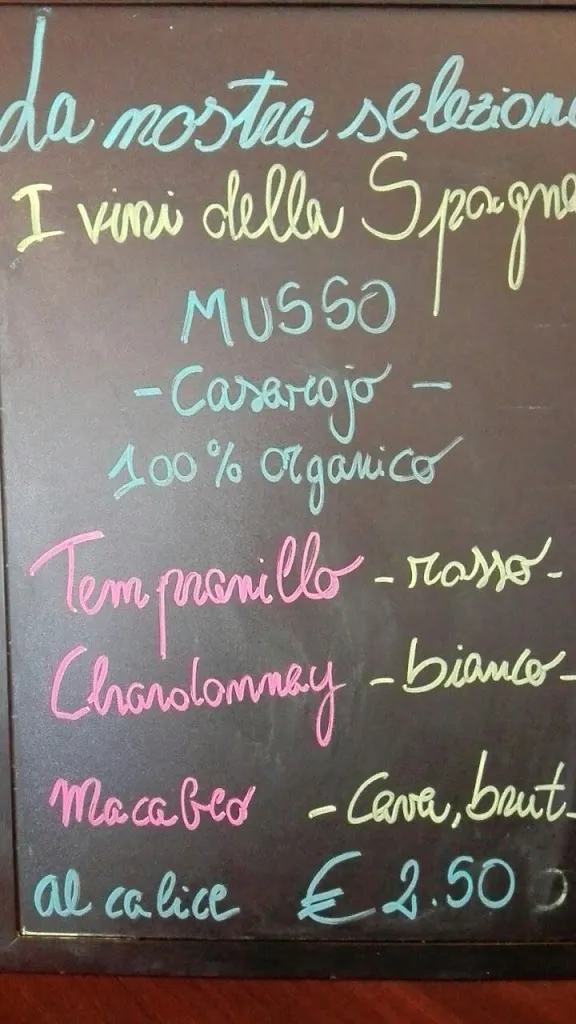 La nostra selezione
I vini della Spagna
MUSSO
- Casarojo -
100% organico
Tempranillo - rosso -
Chardonnay - bianco -
Macabeo - Cava, brut -
al calice € 2.50